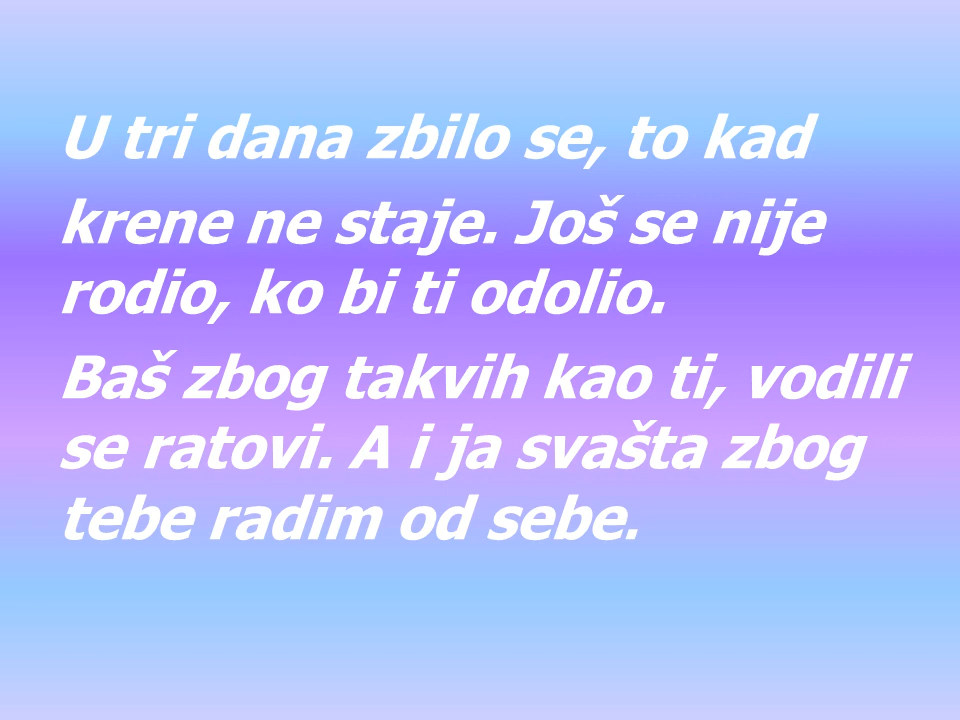 U tri dana zbilo se, to kad
krene ne staje. Još se nije
rodio, ko bi ti odolio.
Baš zbog takvih kao ti, vodili
se ratovi. A i ja svašta zbog
tebe radim od sebe.